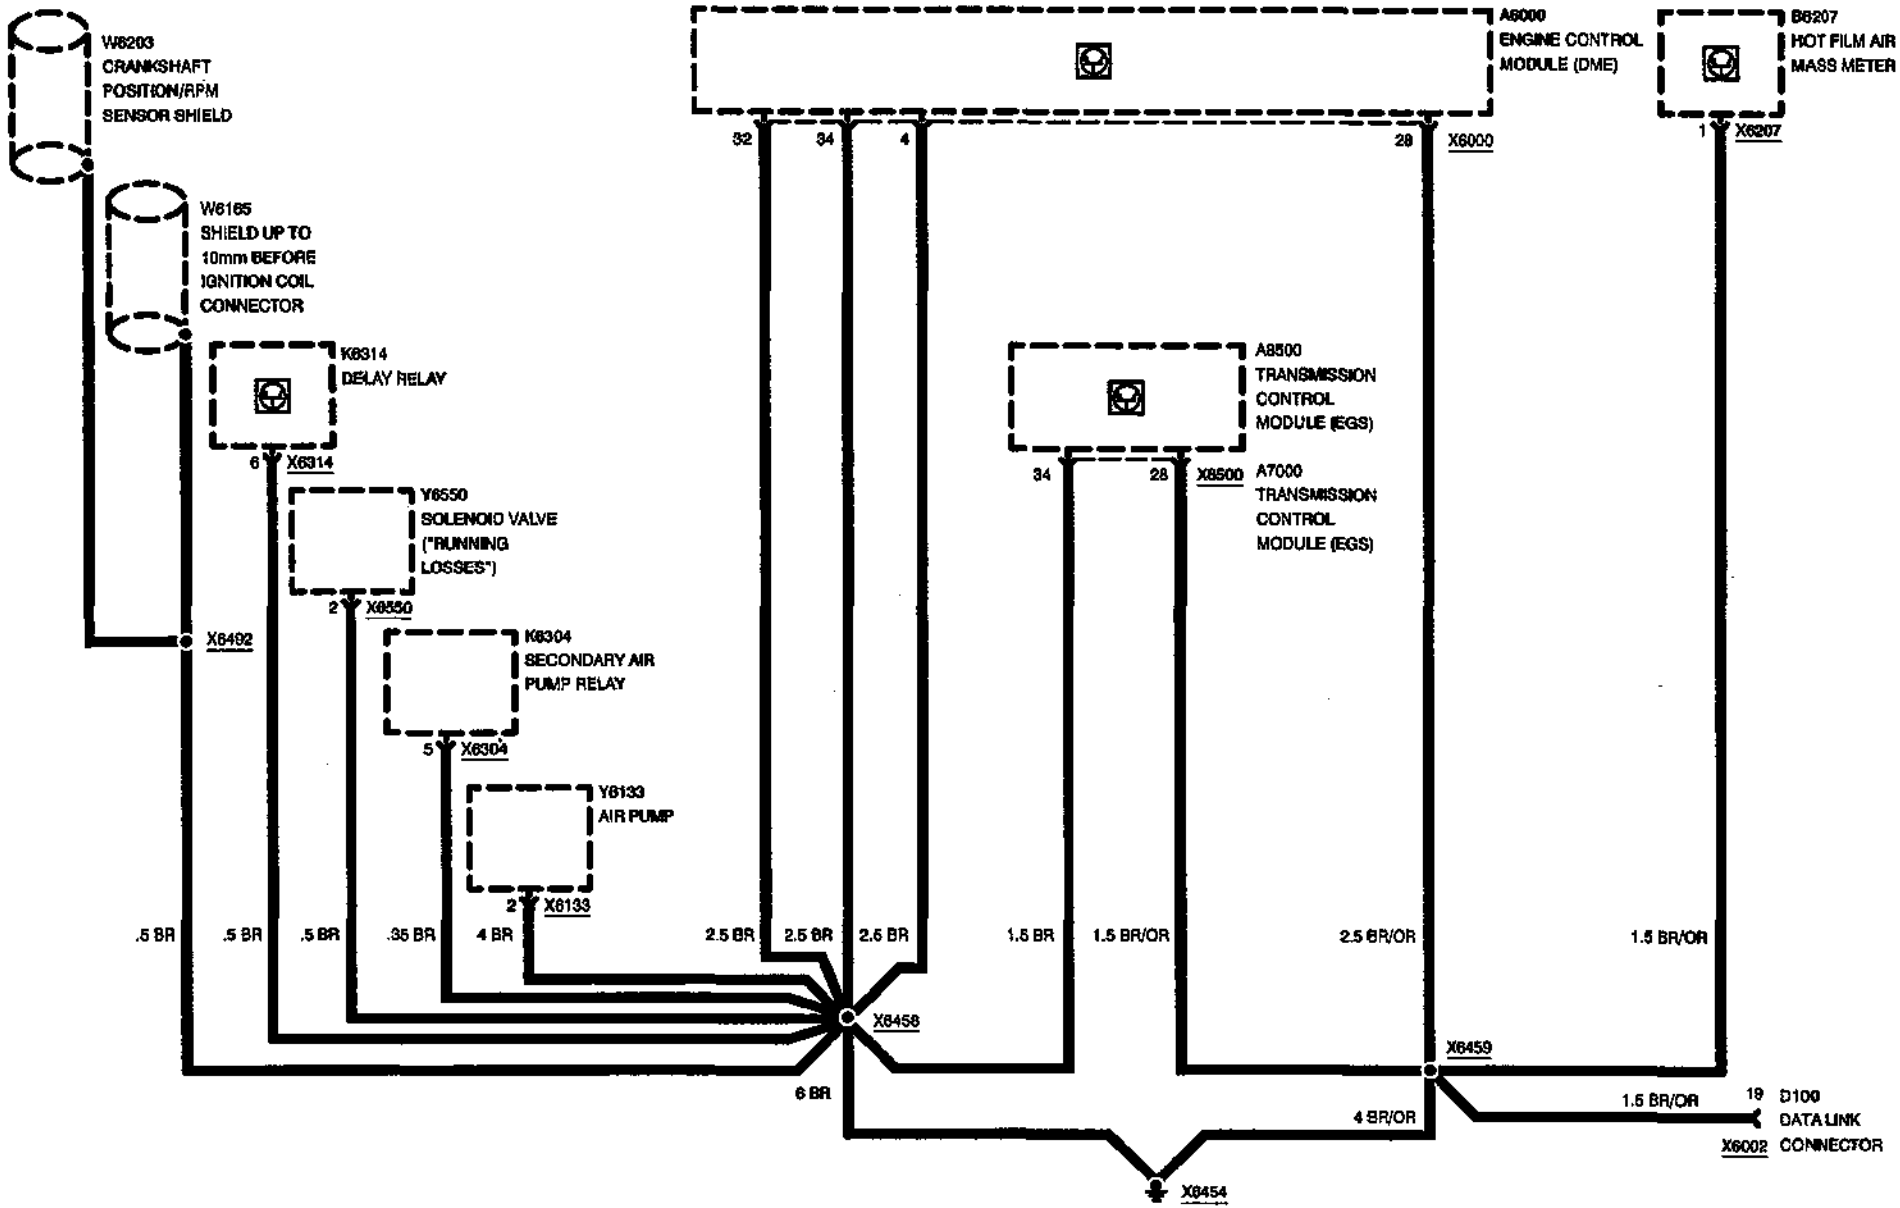 W6203
CRANKSHAFT
POSITION/RPM
SENSOR SHIELD
W6165
SHIELD UP TO
10mm BEFORE
IGNITION COIL
CONNECTOR
K6314
DELAY RELAY
6 X6314
Y6550
SOLENOID VALVE
("RUNNING
LOSSES")
2 X6550
X6492
K6304
SECONDARY AIR
PUMP RELAY
5 X6304
Y6133
AIR PUMP
2 X6133
A6000
ENGINE CONTROL
MODULE (DME)
32 34 4 28 X6000
B6207
HOT FILM AIR
MASS METER
1 X6207
A8500
TRANSMISSION
CONTROL
MODULE (EGS)
34 28 X8500
A7000
TRANSMISSION
CONTROL
MODULE (EGS)
.5 BR .5 BR .5 BR .35 BR 4 BR 2.5 BR 2.5 BR 2.5 BR 1.5 BR 1.5 BR/OR 2.5 BR/OR 1.5 BR/OR
X6458
X6459
6 BR
4 BR/OR
1.5 BR/OR
19 D100
DATA LINK
X6002 CONNECTOR
X6454